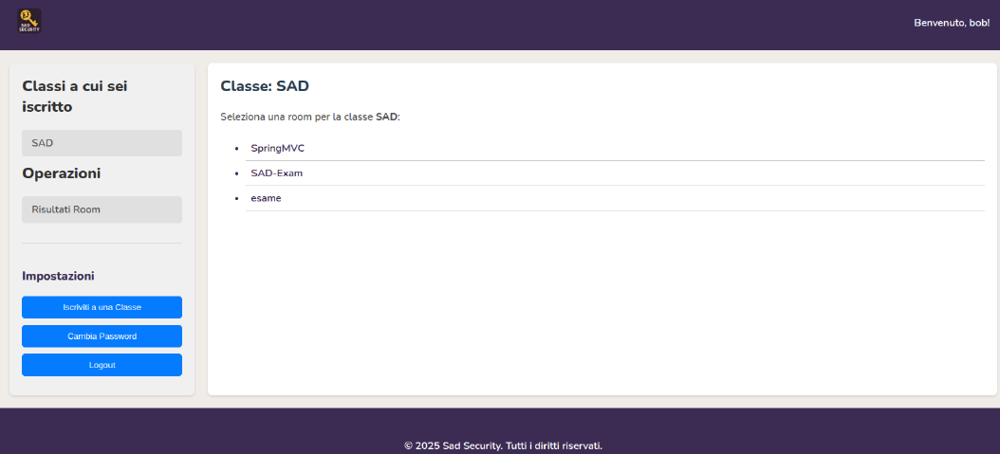 SAD
SECURITY
Benvenuto, bob!
Classi a cui sei
iscritto
SAD
Operazioni
Risultati Room
Impostazioni
Iscriviti a una Classe
Cambia Password
Logout
Classe: SAD
Seleziona una room per la classe SAD:
SpringMVC
SAD-Exam
esame
© 2025 Sad Security. Tutti i diritti riservati.